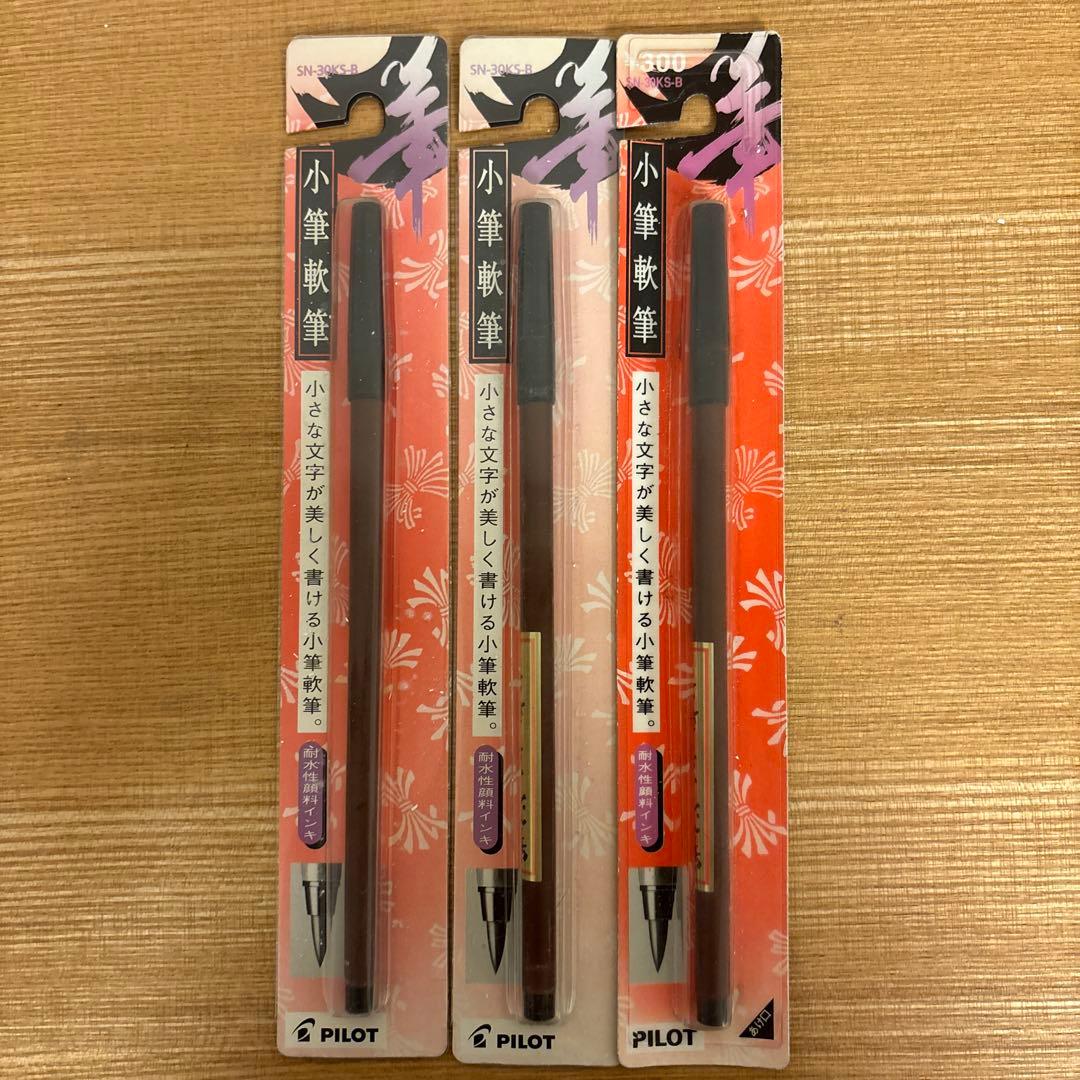 SN-30KS-B
筆
小筆軟筆
小さな文字が美しく書ける小筆軟筆。
耐水性顔料インキ
PILOT
SN-30KS-B
筆
小筆軟筆
小さな文字が美しく書ける小筆軟筆。
耐水性顔料インキ
PILOT
¥300
SN-30KS-B
筆
小筆軟筆
小さな文字が美しく書ける小筆軟筆。
耐水性顔料インキ
PILOT
あけ口